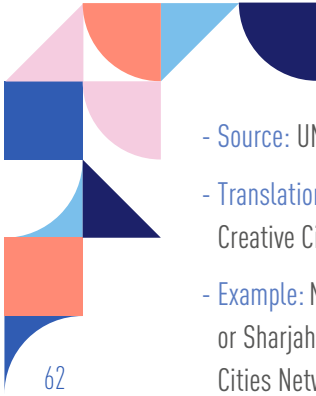 - Source: UN
- Translation
Creative Ci
- Example: N
or Sharjah
Cities Netw
62